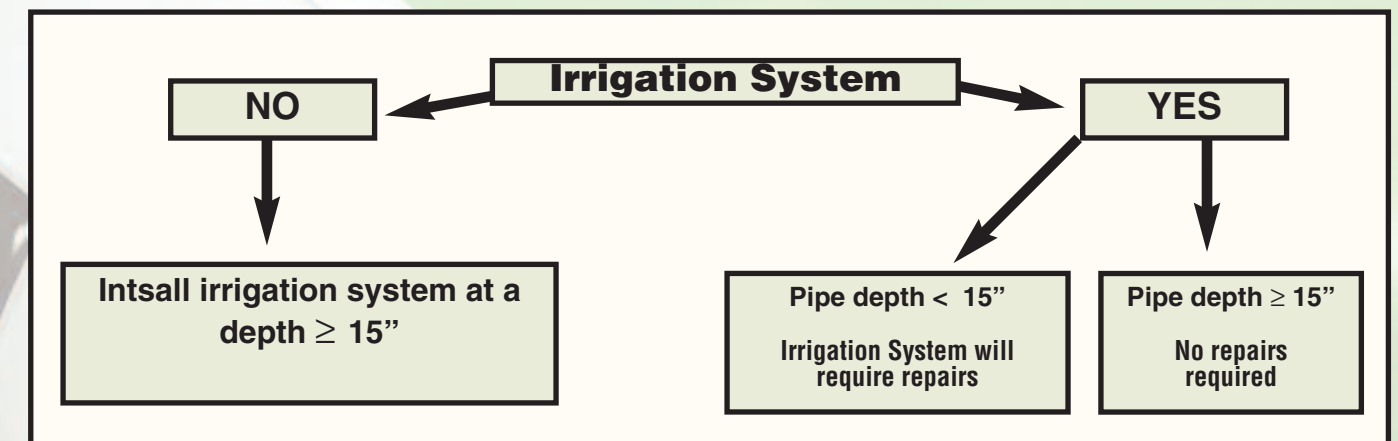 Irrigation System
NO
YES
Intsall irrigation system at a
depth ≥ 15”
Pipe depth < 15”
Irrigation System will
require repairs
Pipe depth ≥ 15”
No repairs
required